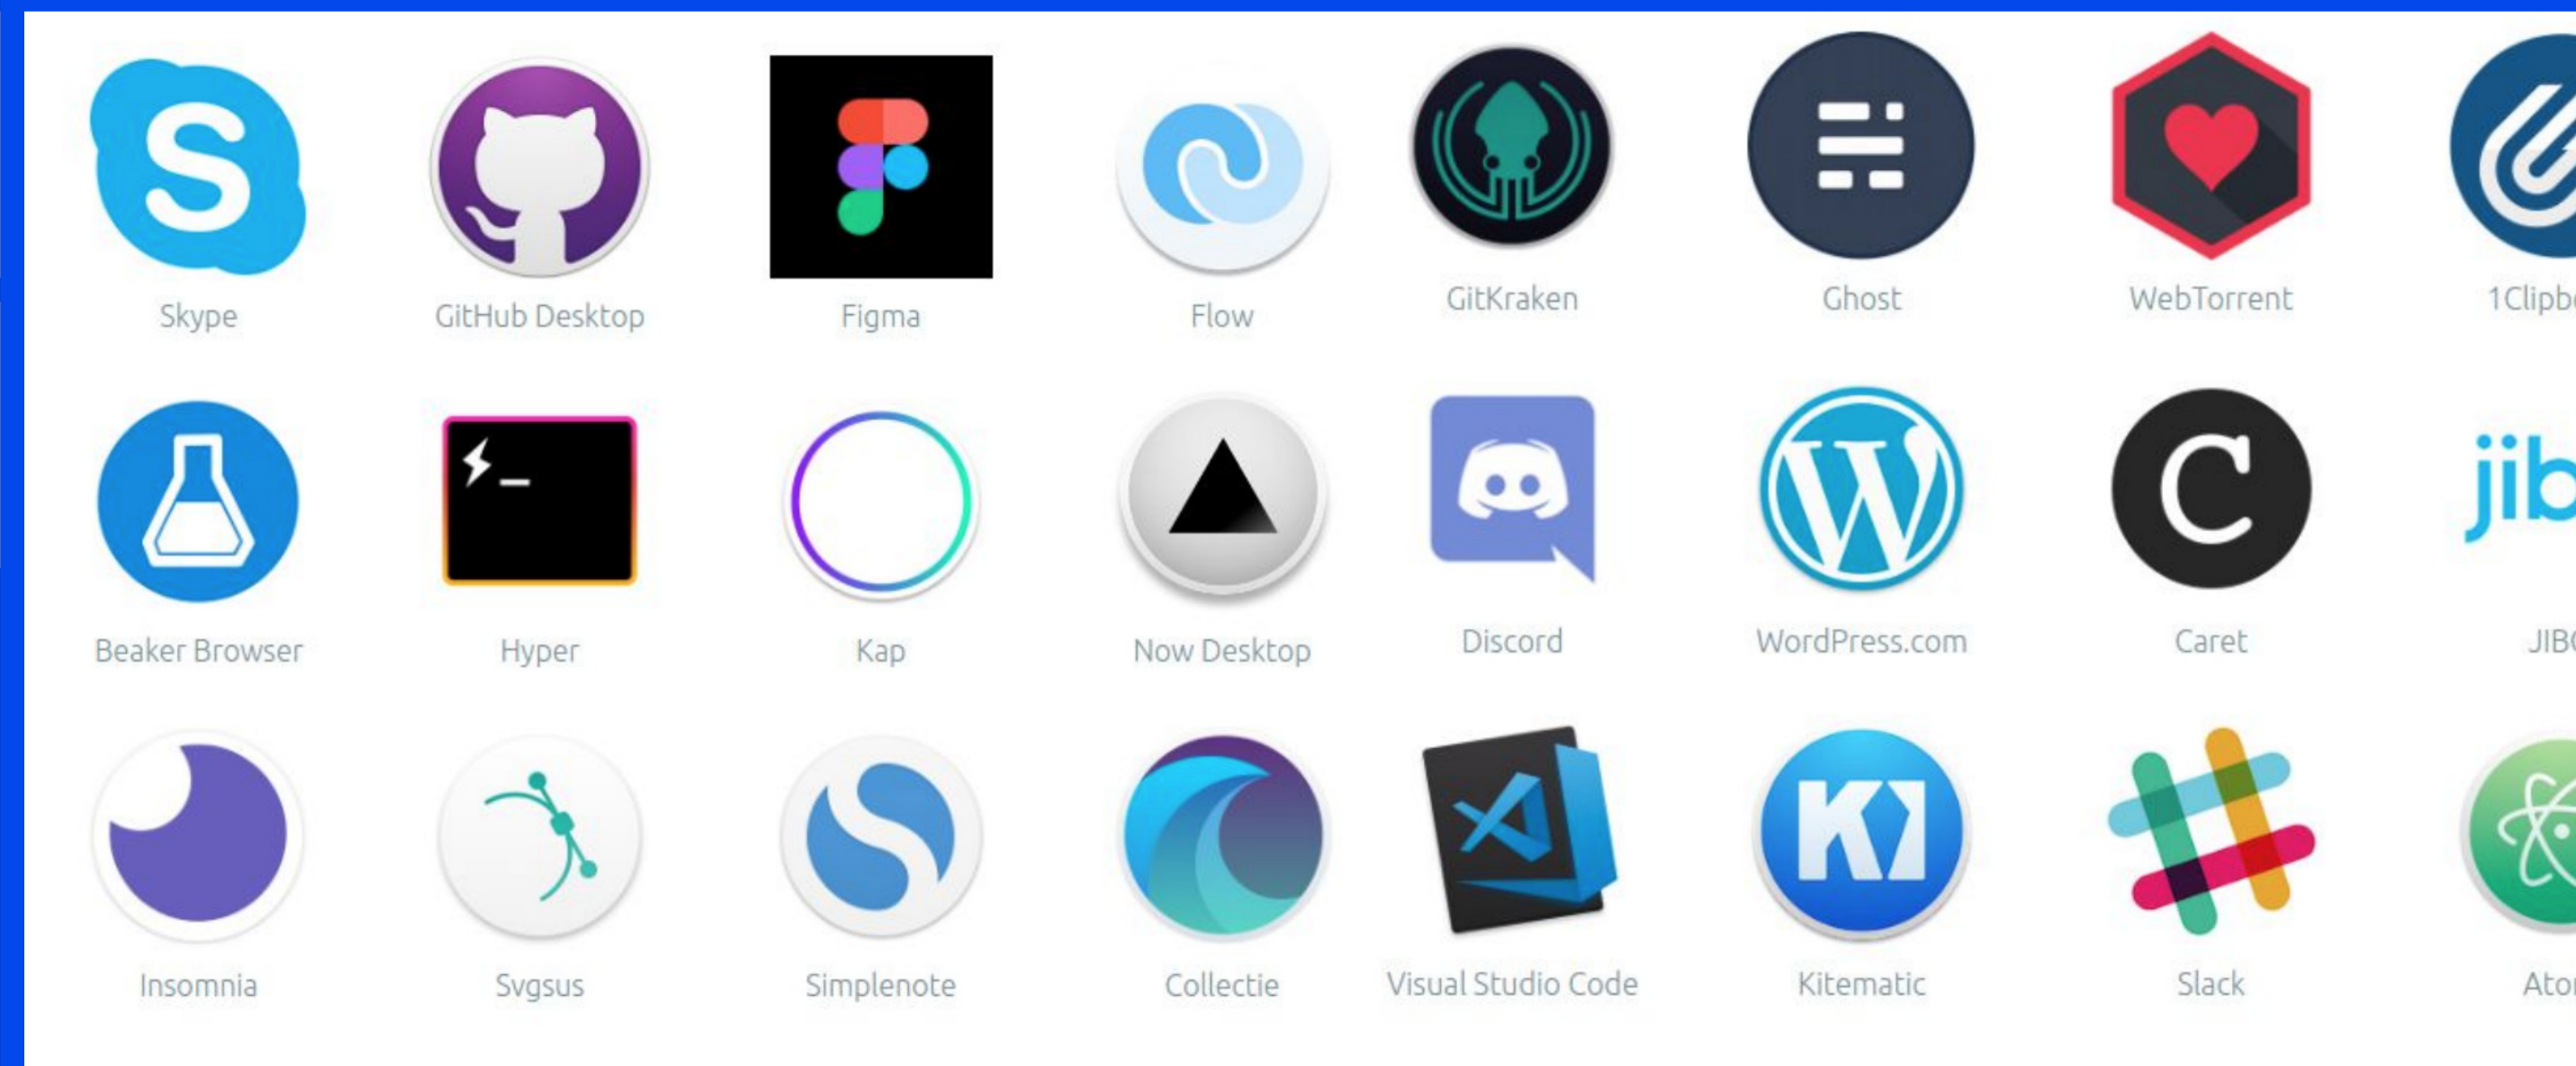 Skype
GitHub Desktop
Figma
Flow
GitKraken
Ghost
WebTorrent
Beaker Browser
Hyper
Kap
Now Desktop
Discord
WordPress.com
Caret
Insomnia
Svgsus
Simplenote
Collectie
Visual Studio Code
Kitematic
Slack